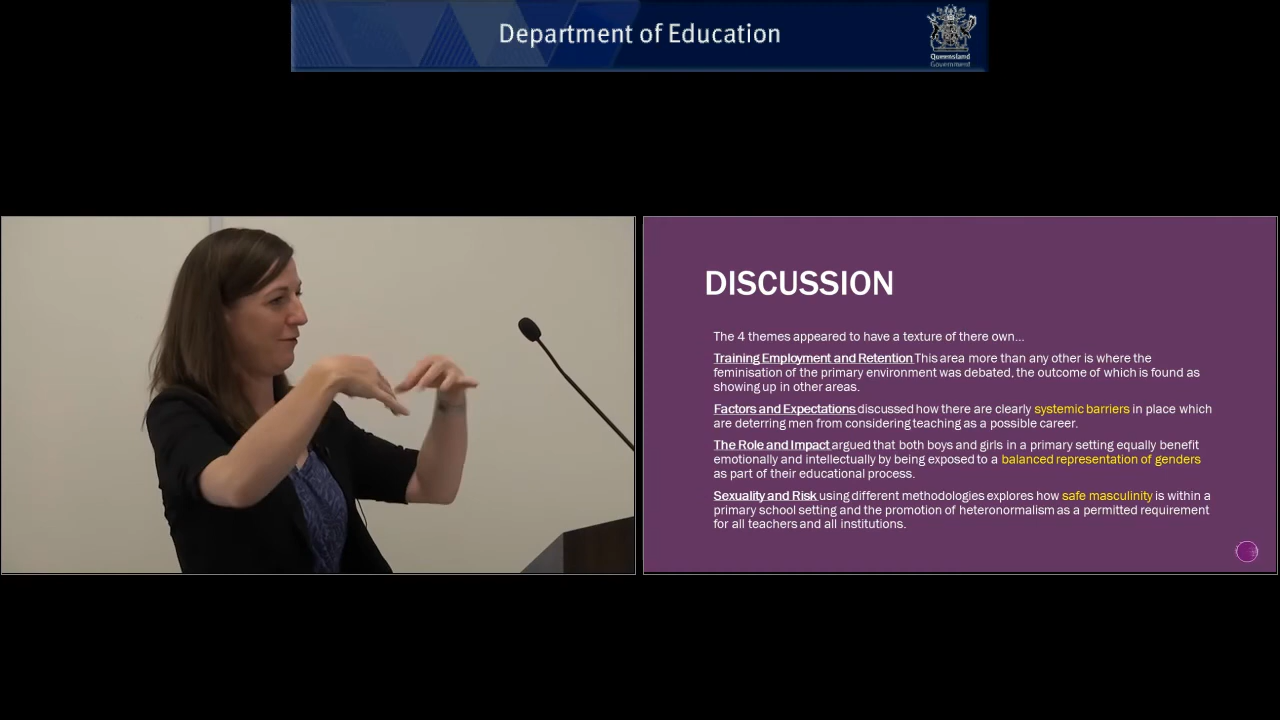 Department of Education
Queensland
Government
DISCUSSION
The 4 themes appeared to have a texture of there own...
Training Employment and Retention This area more than any other is where the
feminisation of the primary environment was debated, the outcome of which is found as
showing up in other areas.
Factors and Expectations discussed how there are clearly systemic barriers in place which
are deterring men from considering teaching as a possible career.
The Role and Impact argued that both boys and girls in a primary setting equally benefit
emotionally and intellectually by being exposed to a balanced representation of genders
as part of their educational process.
Sexuality and Risk using different methodologies explores how safe masculinity is within a
primary school setting and the promotion of heteronormalism as a permitted requirement
for all teachers and all institutions.